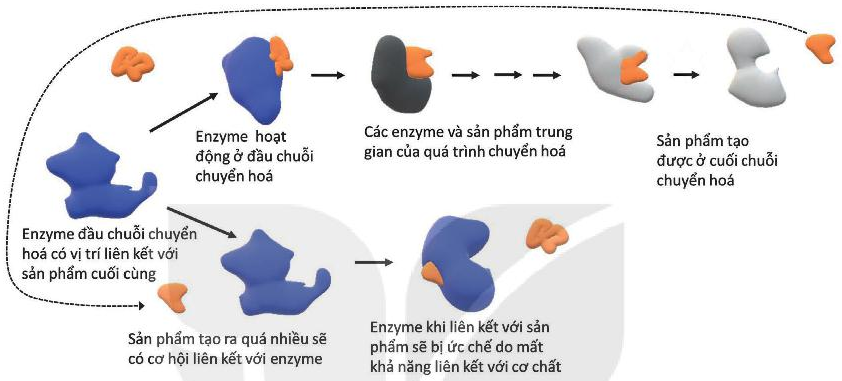 Enzyme hoạt
động ở đầu chuỗi
chuyển hoá
Các enzyme và sản phẩm trung
gian của quá trình chuyển hoá
Sản phẩm tạo
được ở cuối chuỗi
chuyển hoá
Enzyme đầu chuỗi chuyển
hoá có vị trí liên kết với
sản phẩm cuối cùng
Sản phẩm tạo ra quá nhiều sẽ
có cơ hội liên kết với enzyme
Enzyme khi liên kết với sản
phẩm sẽ bị ức chế do mất
khả năng liên kết với cơ chất